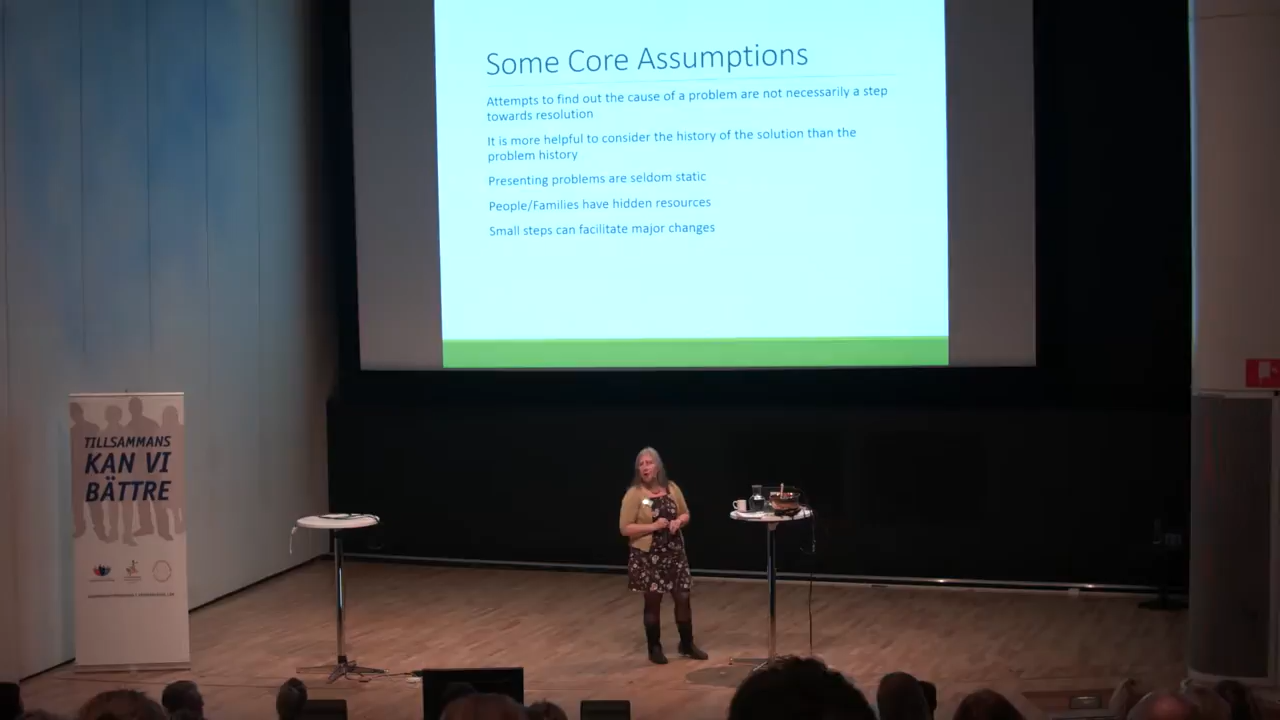 Some Core Assumptions
Attempts to find out the cause of a problem are not necessarily a step
towards resolution
It is more helpful to consider the history of the solution than the
problem history
Presenting problems are seldom static
People/Families have hidden resources
Small steps can facilitate major changes
TILLSAMMANS
KAN VI
BÄTTRE